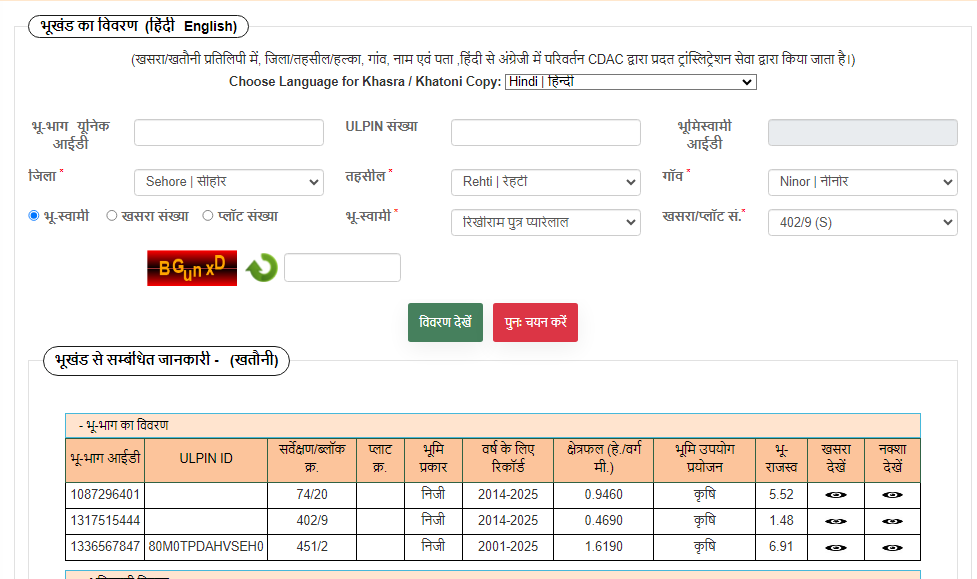 भूखंड का विवरण (हिंदी English)
(खसरा/खतौनी प्रतिलिपी में, जिला/तहसील/हल्का, गांव, नाम एवं पता ,हिंदी से अंग्रेजी में परिवर्तन CDAC द्वारा प्रदत ट्रांस्लिट्रेशन सेवा द्वारा किया जाता है।)
Choose Language for Khasra / Khatoni Copy: Hindi | हिन्दी
भू-भाग यूनिक आईडी ULPIN संख्या भूमिस्वामी आईडी
जिला * Sehore | सीहोर तहसील * Rehti | रेहटी गाँव * Ninor | नीनोर
भू-स्वामी खसरा संख्या प्लॉट संख्या भू-स्वामी * रिखीराम पुत्र प्यारेलाल खसरा/प्लॉट सं.* 402/9 (S)
BGunxD
विवरण देखें पुनः चयन करें
भूखंड से सम्बंधित जानकारी - (खतौनी)
- भू-भाग का विवरण
भू-भाग आईडी ULPIN ID सर्वेक्षण/ब्लॉक क्र. प्लाट क्र. भूमि प्रकार वर्ष के लिए रिकॉर्ड क्षेत्रफल (हे./वर्ग मी.) भूमि उपयोग प्रयोजन भू-राजस्व खसरा देखें नक्शा देखें
1087296401 74/20 निजी 2014-2025 0.9460 कृषि 5.52
1317515444 402/9 निजी 2014-2025 0.4690 कृषि 1.48
1336567847 80M0TPDAHVSEH0 451/2 निजी 2001-2025 1.6190 कृषि 6.91